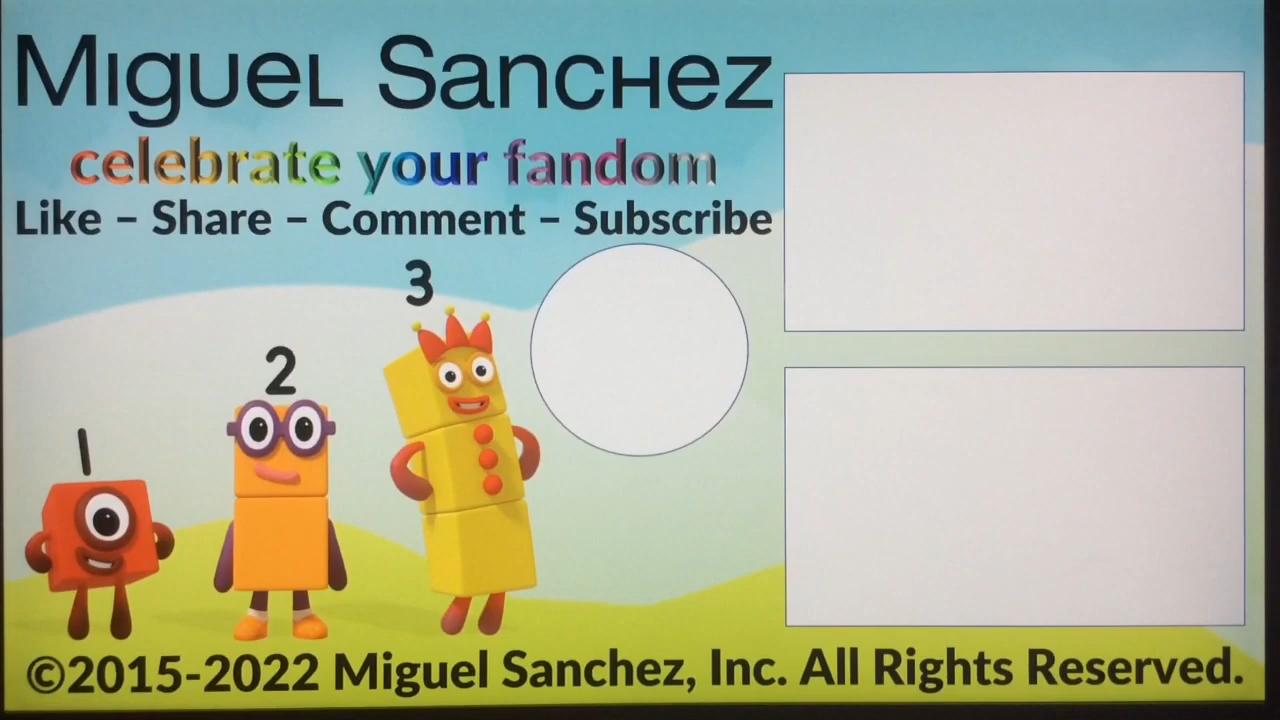 Miguel Sanchez
celebrate your fandom
Like – Share – Comment – Subscribe
3
2
1
©2015-2022 Miguel Sanchez, Inc. All Rights Reserved.